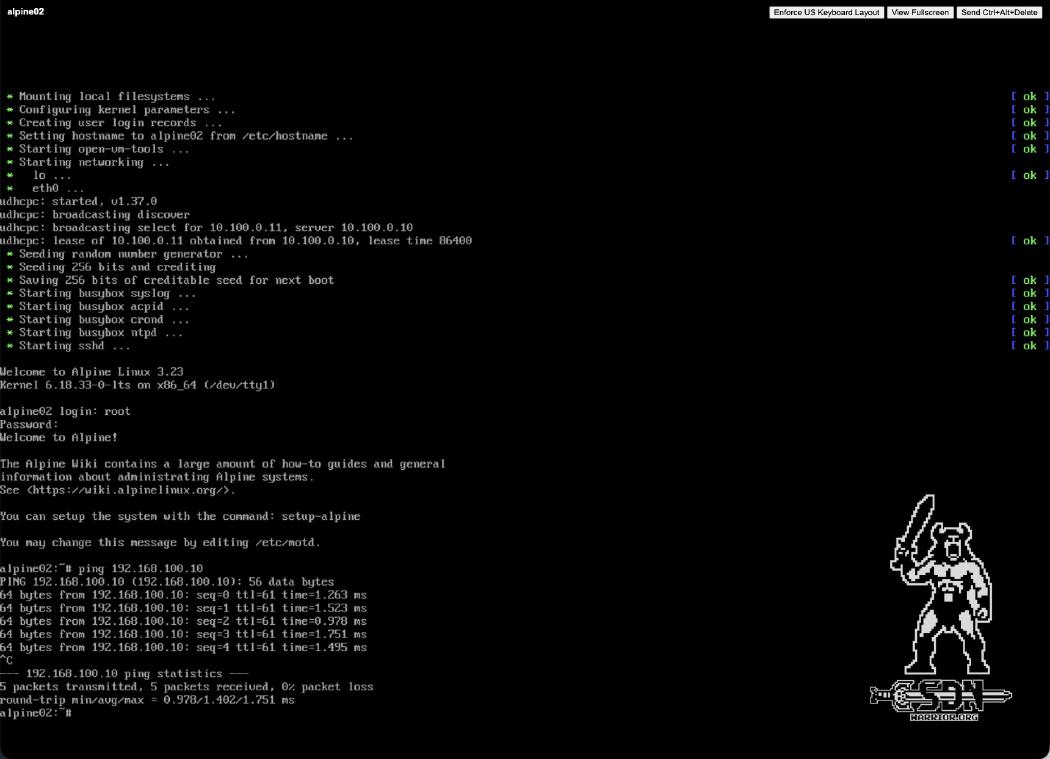 alpine02
Enforce US Keyboard Layout View Fullscreen Send Ctrl+Alt+Delete
* Mounting local filesystems ... [ ok ]
* Configuring kernel parameters ... [ ok ]
* Creating user login records ... [ ok ]
* Setting hostname to alpine02 from /etc/hostname ... [ ok ]
* Starting open-vm-tools ... [ ok ]
* Starting networking ...
* lo ... [ ok ]
* eth0 ...
udhcpc: started, v1.37.0
udhcpc: broadcasting discover
udhcpc: broadcasting select for 10.100.0.11, server 10.100.0.10
udhcpc: lease of 10.100.0.11 obtained from 10.100.0.10, lease time 86400 [ ok ]
* Seeding random number generator ...
* Seeding 256 bits and crediting
* Saving 256 bits of creditable seed for next boot [ ok ]
* Starting busybox syslog ... [ ok ]
* Starting busybox acpid ... [ ok ]
* Starting busybox crond ... [ ok ]
* Starting busybox ntpd ... [ ok ]
* Starting sshd ... [ ok ]
Welcome to Alpine Linux 3.23
Kernel 6.18.33-0-lts on x86_64 (/dev/tty1)
alpine02 login: root
Password:
Welcome to Alpine!
The Alpine Wiki contains a large amount of how-to guides and general
information about administrating Alpine systems.
See <https://wiki.alpinelinux.org/>.
You can setup the system with the command: setup-alpine
You may change this message by editing /etc/motd.
alpine02:~# ping 192.168.100.10
PING 192.168.100.10 (192.168.100.10): 56 data bytes
64 bytes from 192.168.100.10: seq=0 ttl=61 time=1.263 ms
64 bytes from 192.168.100.10: seq=1 ttl=61 time=1.523 ms
64 bytes from 192.168.100.10: seq=2 ttl=61 time=0.978 ms
64 bytes from 192.168.100.10: seq=3 ttl=61 time=1.751 ms
64 bytes from 192.168.100.10: seq=4 ttl=61 time=1.495 ms
^C
--- 192.168.100.10 ping statistics ---
5 packets transmitted, 5 packets received, 0% packet loss
round-trip min/avg/max = 0.978/1.402/1.751 ms
alpine02:~#
SDN
WARRIOR.ORG